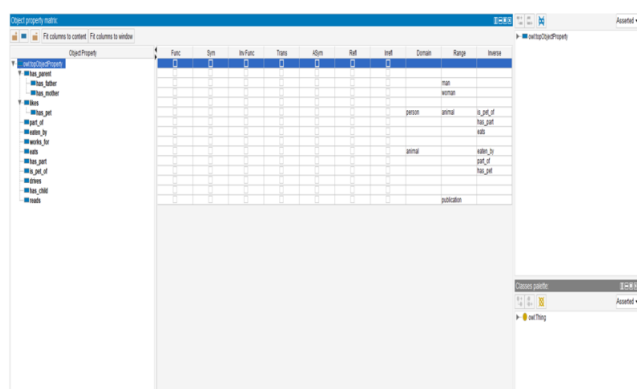 Object property matrix
Fit columns to content Fit columns to window
Object Property Func Sym Inv Func Trans ASym Refl Irrefl Domain Range Inverse
owl:topObjectProperty
has_parent
has_father man
has_mother woman
likes
has_pet person animal is_pet_of
part_of has_part
eaten_by eats
works_for
eats animal eaten_by
has_part part_of
is_pet_of has_pet
drives
has_child
reads publication
Asserted
owl:topObjectProperty
Classes palette
Asserted
owl:Thing